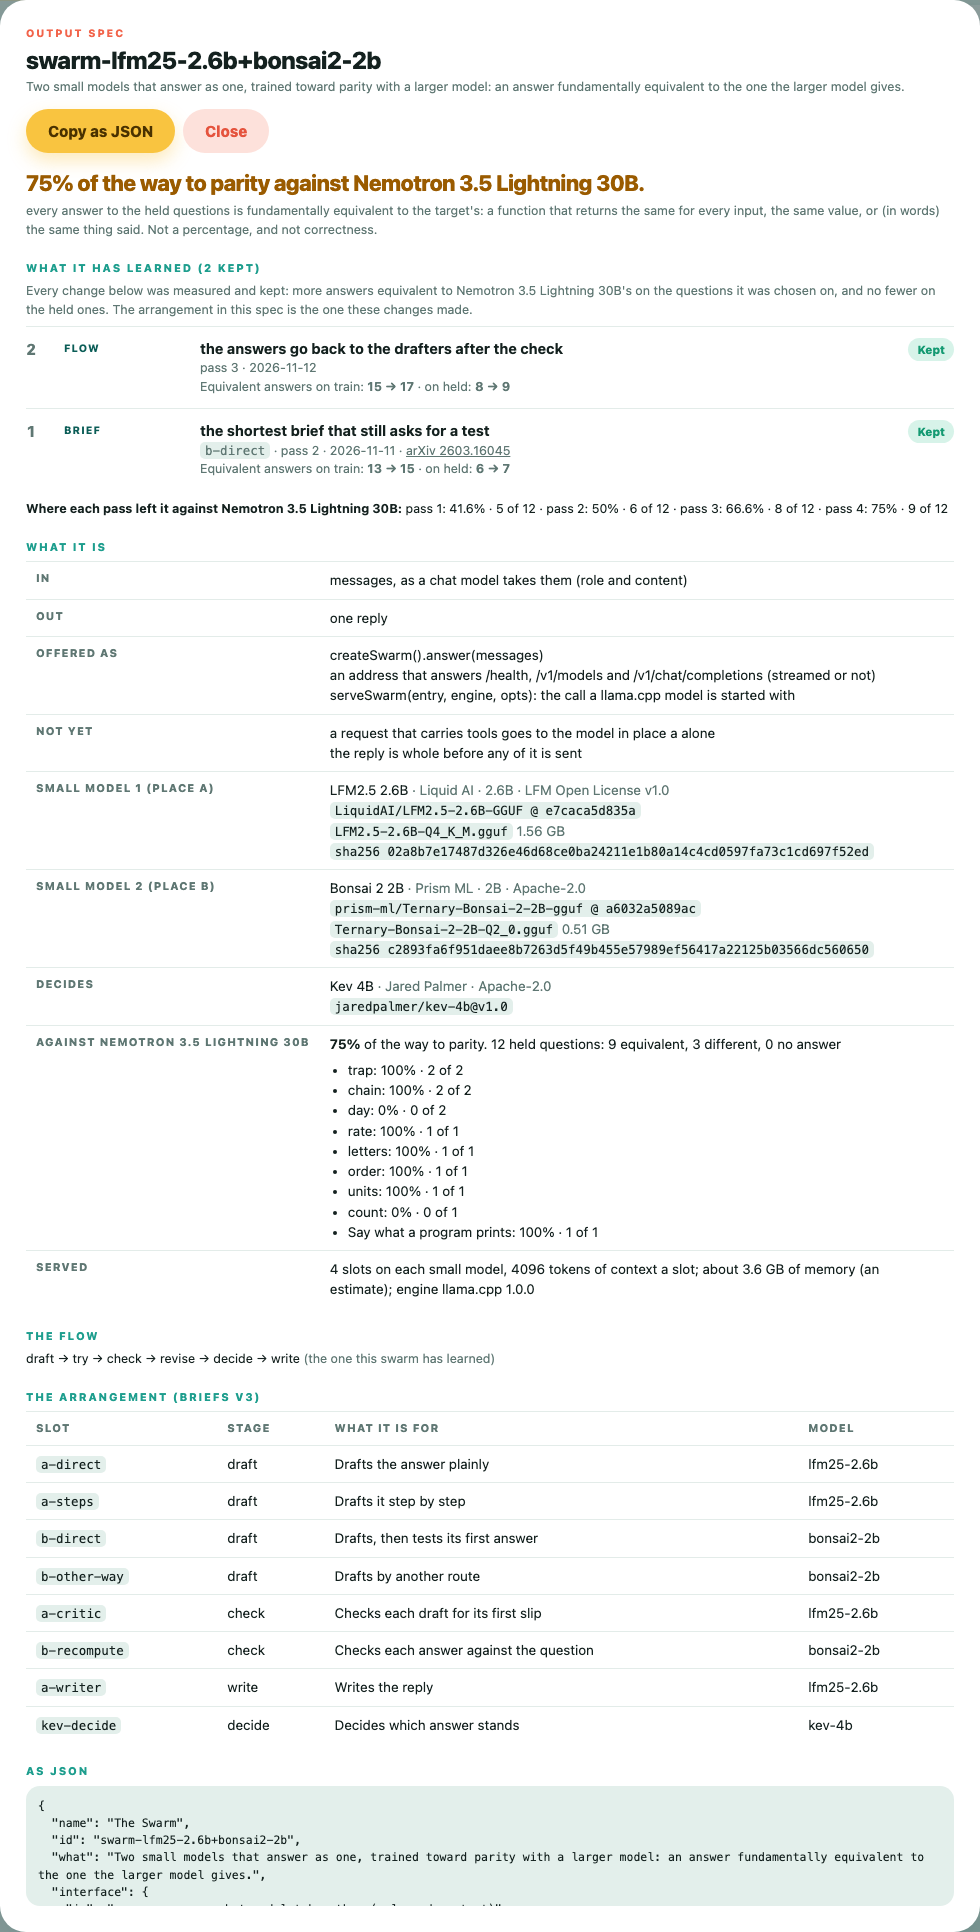 OUTPUT SPEC
swarm-lfm25-2.6b+bonsai2-2b
Two small models that answer as one, trained toward parity with a larger model: an answer fundamentally equivalent to the one the larger model gives.
Copy as JSON
Close
75% of the way to parity against Nemotron 3.5 Lightning 30B.
every answer to the held questions is fundamentally equivalent to the target's: a function that returns the same for every input, the same value, or (in words)
the same thing said. Not a percentage, and not correctness.
WHAT IT HAS LEARNED (2 KEPT)
Every change below was measured and kept: more answers equivalent to Nemotron 3.5 Lightning 30B's on the questions it was chosen on, and no fewer on
the held ones. The arrangement in this spec is the one these changes made.
2 FLOW the answers go back to the drafters after the check Kept
pass 3 · 2026-11-12
Equivalent answers on train: 15 → 17 · on held: 8 → 9
1 BRIEF the shortest brief that still asks for a test Kept
b-direct · pass 2 · 2026-11-11 · arXiv 2603.16045
Equivalent answers on train: 13 → 15 · on held: 6 → 7
Where each pass left it against Nemotron 3.5 Lightning 30B: pass 1: 41.6% · 5 of 12 · pass 2: 50% · 6 of 12 · pass 3: 66.6% · 8 of 12 · pass 4: 75% · 9 of 12
WHAT IT IS
IN messages, as a chat model takes them (role and content)
OUT one reply
OFFERED AS createSwarm().answer(messages)
an address that answers /health, /v1/models and /v1/chat/completions (streamed or not)
serveSwarm(entry, engine, opts): the call a llama.cpp model is started with
NOT YET a request that carries tools goes to the model in place a alone
the reply is whole before any of it is sent
SMALL MODEL 1 (PLACE A) LFM2.5 2.6B · Liquid AI · 2.6B · LFM Open License v1.0
LiquidAI/LFM2.5-2.6B-GGUF @ e7caca5d835a
LFM2.5-2.6B-Q4_K_M.gguf 1.56 GB
sha256 02a8b7e17487d326e46d68ce0ba24211e1b80a14c4cd0597fa73c1cd697f52ed
SMALL MODEL 2 (PLACE B) Bonsai 2 2B · Prism ML · 2B · Apache-2.0
prism-ml/Ternary-Bonsai-2-2B-gguf @ a6032a5089ac
Ternary-Bonsai-2-2B-Q2_0.gguf 0.51 GB
sha256 c2893fa6f951daee8b7263d5f49b455e57989ef56417a22125b03566dc560650
DECIDES Kev 4B · Jared Palmer · Apache-2.0
jaredpalmer/kev-4b@v1.0
AGAINST NEMOTRON 3.5 LIGHTNING 30B 75% of the way to parity. 12 held questions: 9 equivalent, 3 different, 0 no answer
• trap: 100% · 2 of 2
• chain: 100% · 2 of 2
• day: 0% · 0 of 2
• rate: 100% · 1 of 1
• letters: 100% · 1 of 1
• order: 100% · 1 of 1
• units: 100% · 1 of 1
• count: 0% · 0 of 1
• Say what a program prints: 100% · 1 of 1
SERVED 4 slots on each small model, 4096 tokens of context a slot; about 3.6 GB of memory (an
estimate); engine llama.cpp 1.0.0
THE FLOW
draft → try → check → revise → decide → write (the one this swarm has learned)
THE ARRANGEMENT (BRIEFS V3)
SLOT STAGE WHAT IT IS FOR MODEL
a-direct draft Drafts the answer plainly lfm25-2.6b
a-steps draft Drafts it step by step lfm25-2.6b
b-direct draft Drafts, then tests its first answer bonsai2-2b
b-other-way draft Drafts by another route bonsai2-2b
a-critic check Checks each draft for its first slip lfm25-2.6b
b-recompute check Checks each answer against the question bonsai2-2b
a-writer write Writes the reply lfm25-2.6b
kev-decide decide Decides which answer stands kev-4b
AS JSON
{
"name": "The Swarm",
"id": "swarm-lfm25-2.6b+bonsai2-2b",
"what": "Two small models that answer as one, trained toward parity with a larger model: an answer fundamentally equivalent to
the one the larger model gives.",
"interface": {